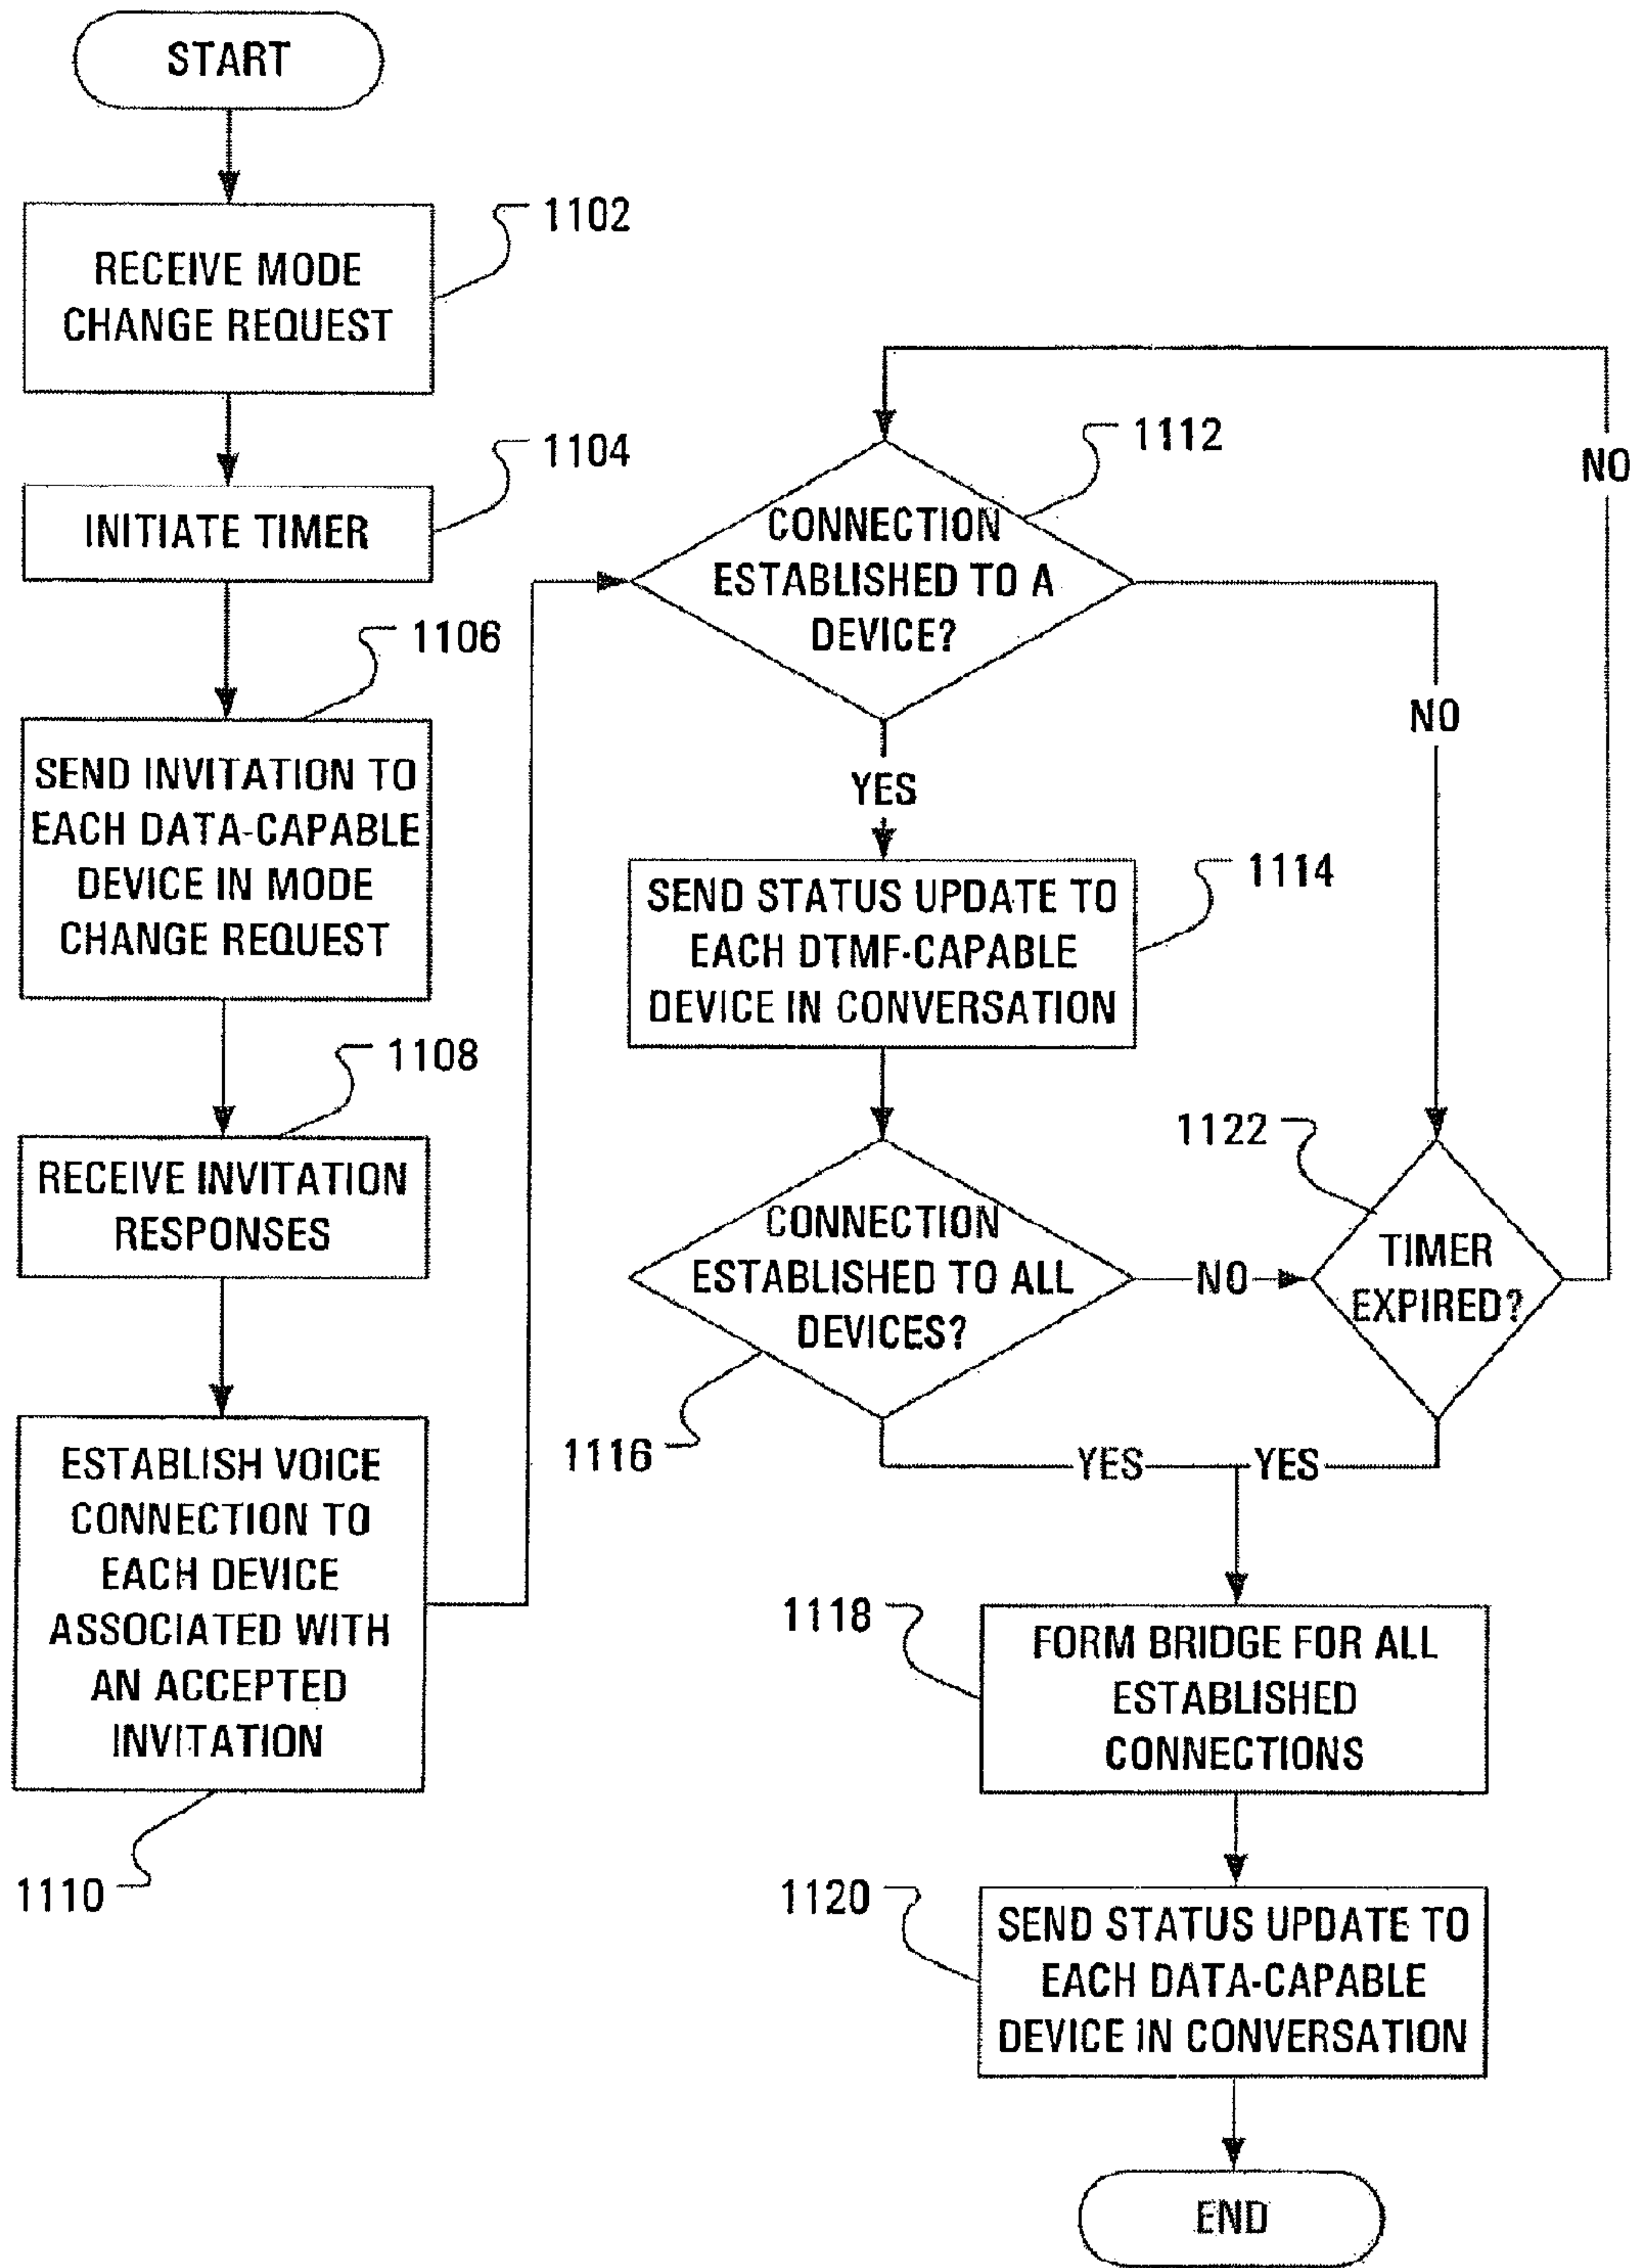 START
1102
RECEIVE MODE
CHANGE REQUEST
1104
INITIATE TIMER
1106
SEND INVITATION TO
EACH DATA-CAPABLE
DEVICE IN MODE
CHANGE REQUEST
1108
RECEIVE INVITATION
RESPONSES
ESTABLISH VOICE
CONNECTION TO
EACH DEVICE
ASSOCIATED WITH
AN ACCEPTED
INVITATION
1110
1112
CONNECTION
ESTABLISHED TO A
DEVICE?
NO
NO
YES
1114
SEND STATUS UPDATE TO
EACH DTMF-CAPABLE
DEVICE IN CONVERSATION
1116
CONNECTION
ESTABLISHED TO ALL
DEVICES?
NO
1122
TIMER
EXPIRED?
YES
YES
1118
FORM BRIDGE FOR ALL
ESTABLISHED
CONNECTIONS
1120
SEND STATUS UPDATE TO
EACH DATA-CAPABLE
DEVICE IN CONVERSATION
END